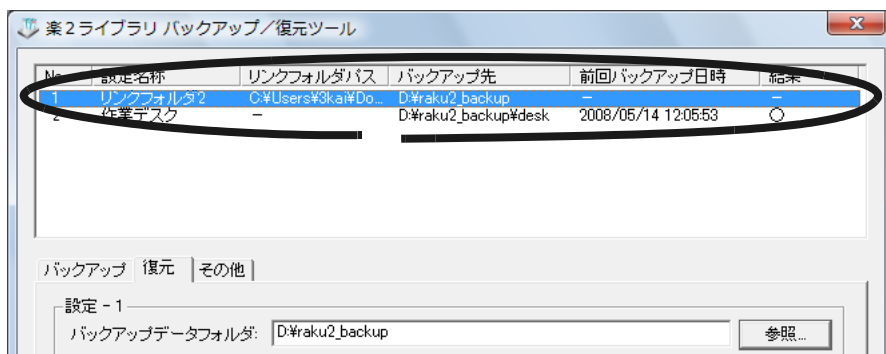 楽2ライブラリ バックアップ／復元ツール
No. 設定名称 リンクフォルダパス バックアップ先 前回バックアップ日時 結果
1 リンクフォルダ2 C:¥Users¥3kai¥Do... D:¥raku2_backup － －
2 作業デスク － D:¥raku2_backup¥desk 2008/05/14 12:05:53 ○
バックアップ 復元 その他
設定 - 1
バックアップデータフォルダ: D:¥raku2_backup 参照...